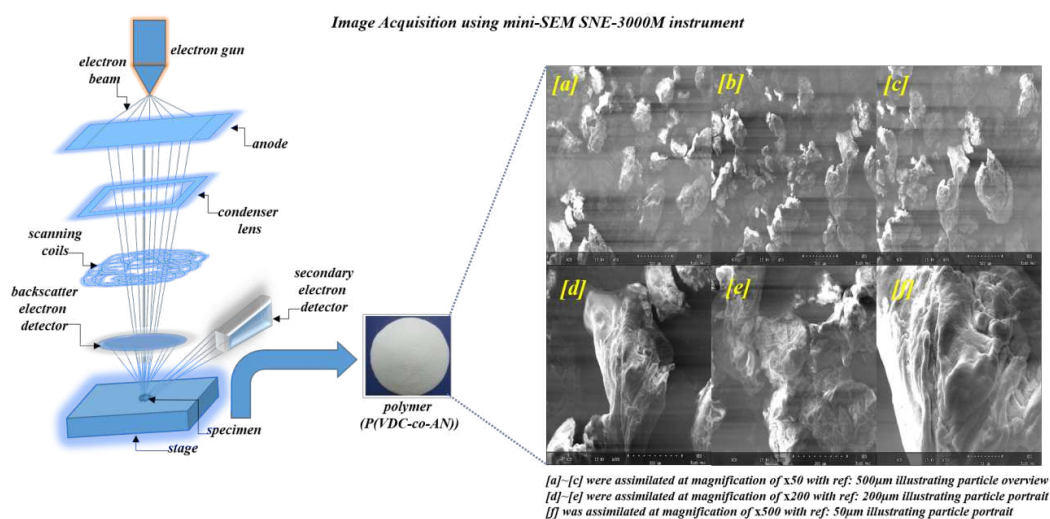 Image Acquisition using mini-SEM SNE-3000M instrument
electron gun
electron
beam
anode
condenser
lens
scanning
coils
secondary
electron
detector
backscatter
electron
detector
specimen
stage
polymer
(P(VDC-co-AN))
[a]
[b]
[c]
[d]
[e]
[f]
[a]~[c] were assimilated at magnification of x50 with ref: 500μm illustrating particle overview
[d]~[e] were assimilated at magnification of x200 with ref: 200μm illustrating particle portrait
[f] was assimilated at magnification of x500 with ref: 50μm illustrating particle portrait